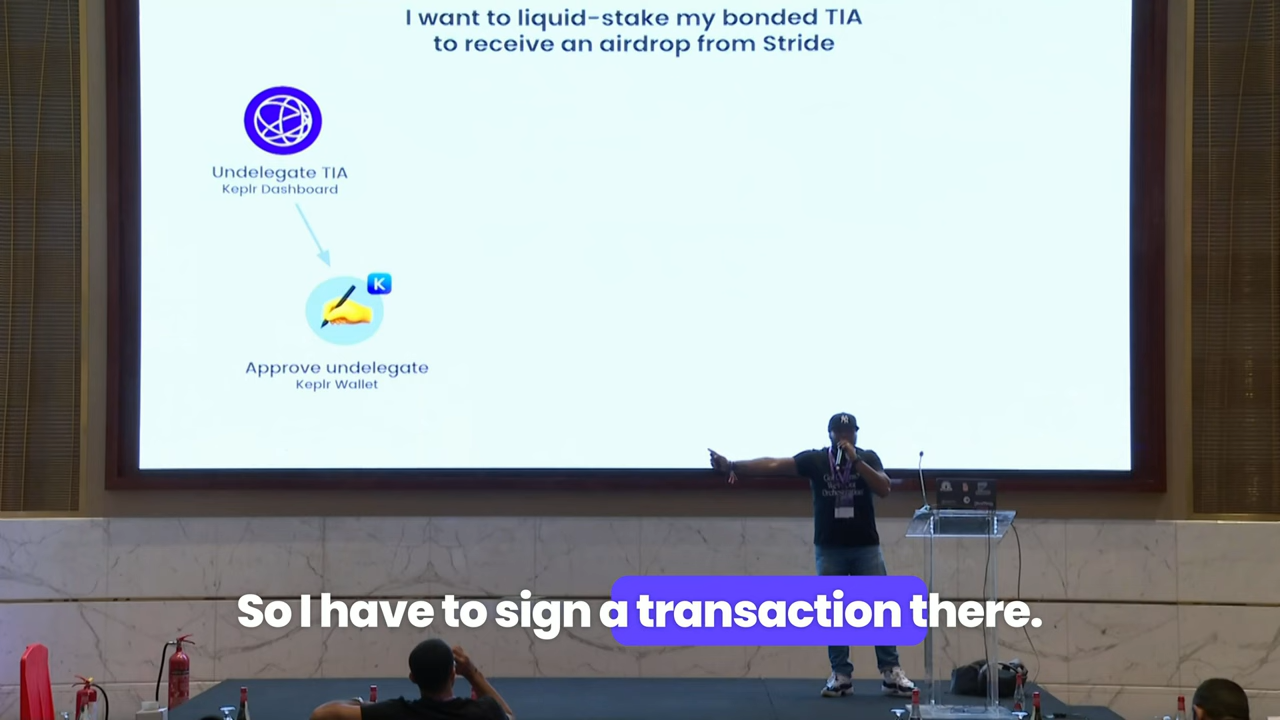 I want to liquid-stake my bonded TIA
to receive an airdrop from Stride
Undelegate TIA
Keplr Dashboard
K
Approve undelegate
Keplr Wallet
So I have to sign a transaction there.